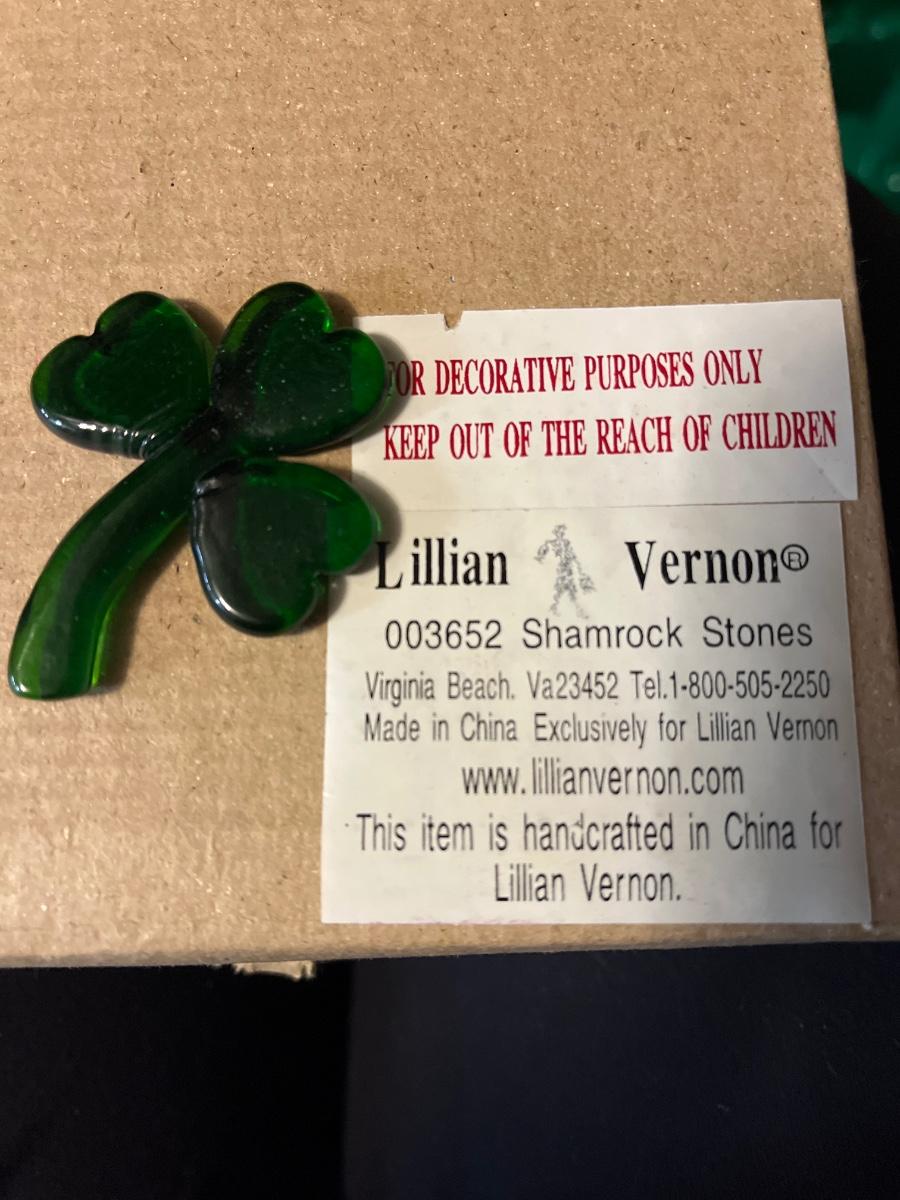 FOR DECORATIVE PURPOSES ONLY
KEEP OUT OF THE REACH OF CHILDREN
Lillian Vernon®
003652 Shamrock Stones
Virginia Beach. Va23452 Tel.1-800-505-2250
Made in China Exclusively for Lillian Vernon
www.lillianvernon.com
This item is handcrafted in China for
Lillian Vernon.